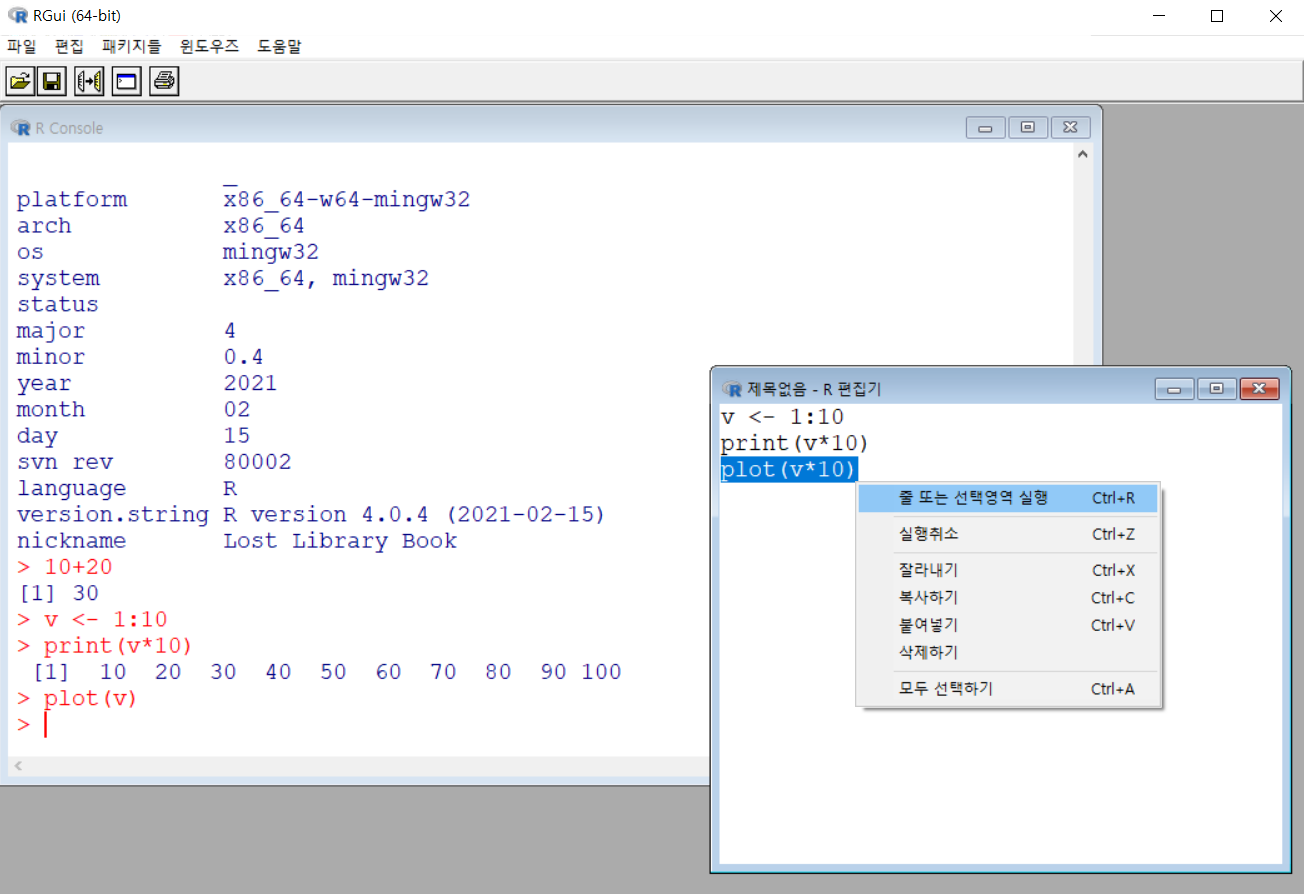 RGui (64-bit)
파일 편집 패키지들 윈도우즈 도움말
R Console
_
platform x86_64-w64-mingw32
arch x86_64
os mingw32
system x86_64, mingw32
status
major 4
minor 0.4
year 2021
month 02
day 15
svn rev 80002
language R
version.string R version 4.0.4 (2021-02-15)
nickname Lost Library Book
> 10+20
[1] 30
> v <- 1:10
> print(v*10)
[1] 10 20 30 40 50 60 70 80 90 100
> plot(v)
>
제목없음 - R 편집기
v <- 1:10
print(v*10)
plot(v*10)
줄 또는 선택영역 실행 Ctrl+R
실행취소 Ctrl+Z
잘라내기 Ctrl+X
복사하기 Ctrl+C
붙여넣기 Ctrl+V
삭제하기
모두 선택하기 Ctrl+A